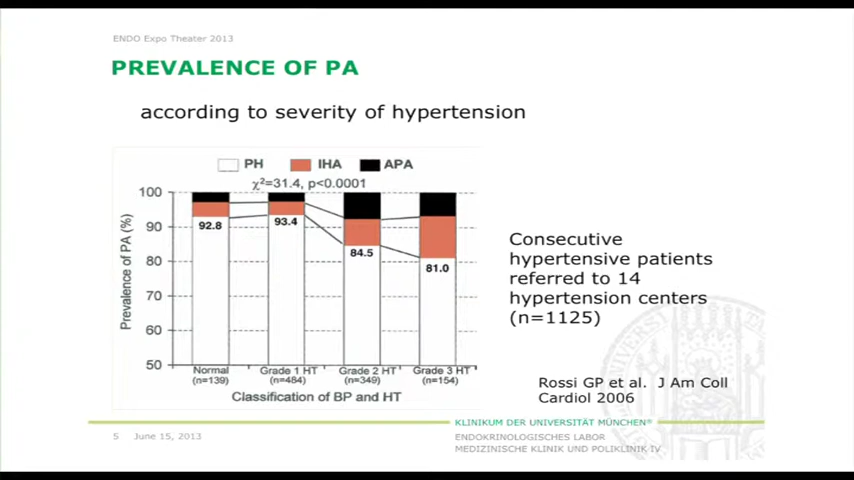 ENDO Expo Theater 2013
PREVALENCE OF PA
according to severity of hypertension
PH IHA APA
χ²=31.4, p<0.0001
Prevalence of PA (%)
100
90
80
70
60
50
92.8
93.4
84.5
81.0
Normal Grade 1 HT Grade 2 HT Grade 3 HT
(n=139) (n=484) (n=349) (n=154)
Classification of BP and HT
Consecutive
hypertensive patients
referred to 14
hypertension centers
(n=1125)
Rossi GP et al. J Am Coll
Cardiol 2006
KLINIKUM DER UNIVERSITÄT MÜNCHEN®
5 June 15, 2013
ENDOKRINOLOGISCHES LABOR
MEDIZINISCHE KLINIK UND POLIKLINIK IV